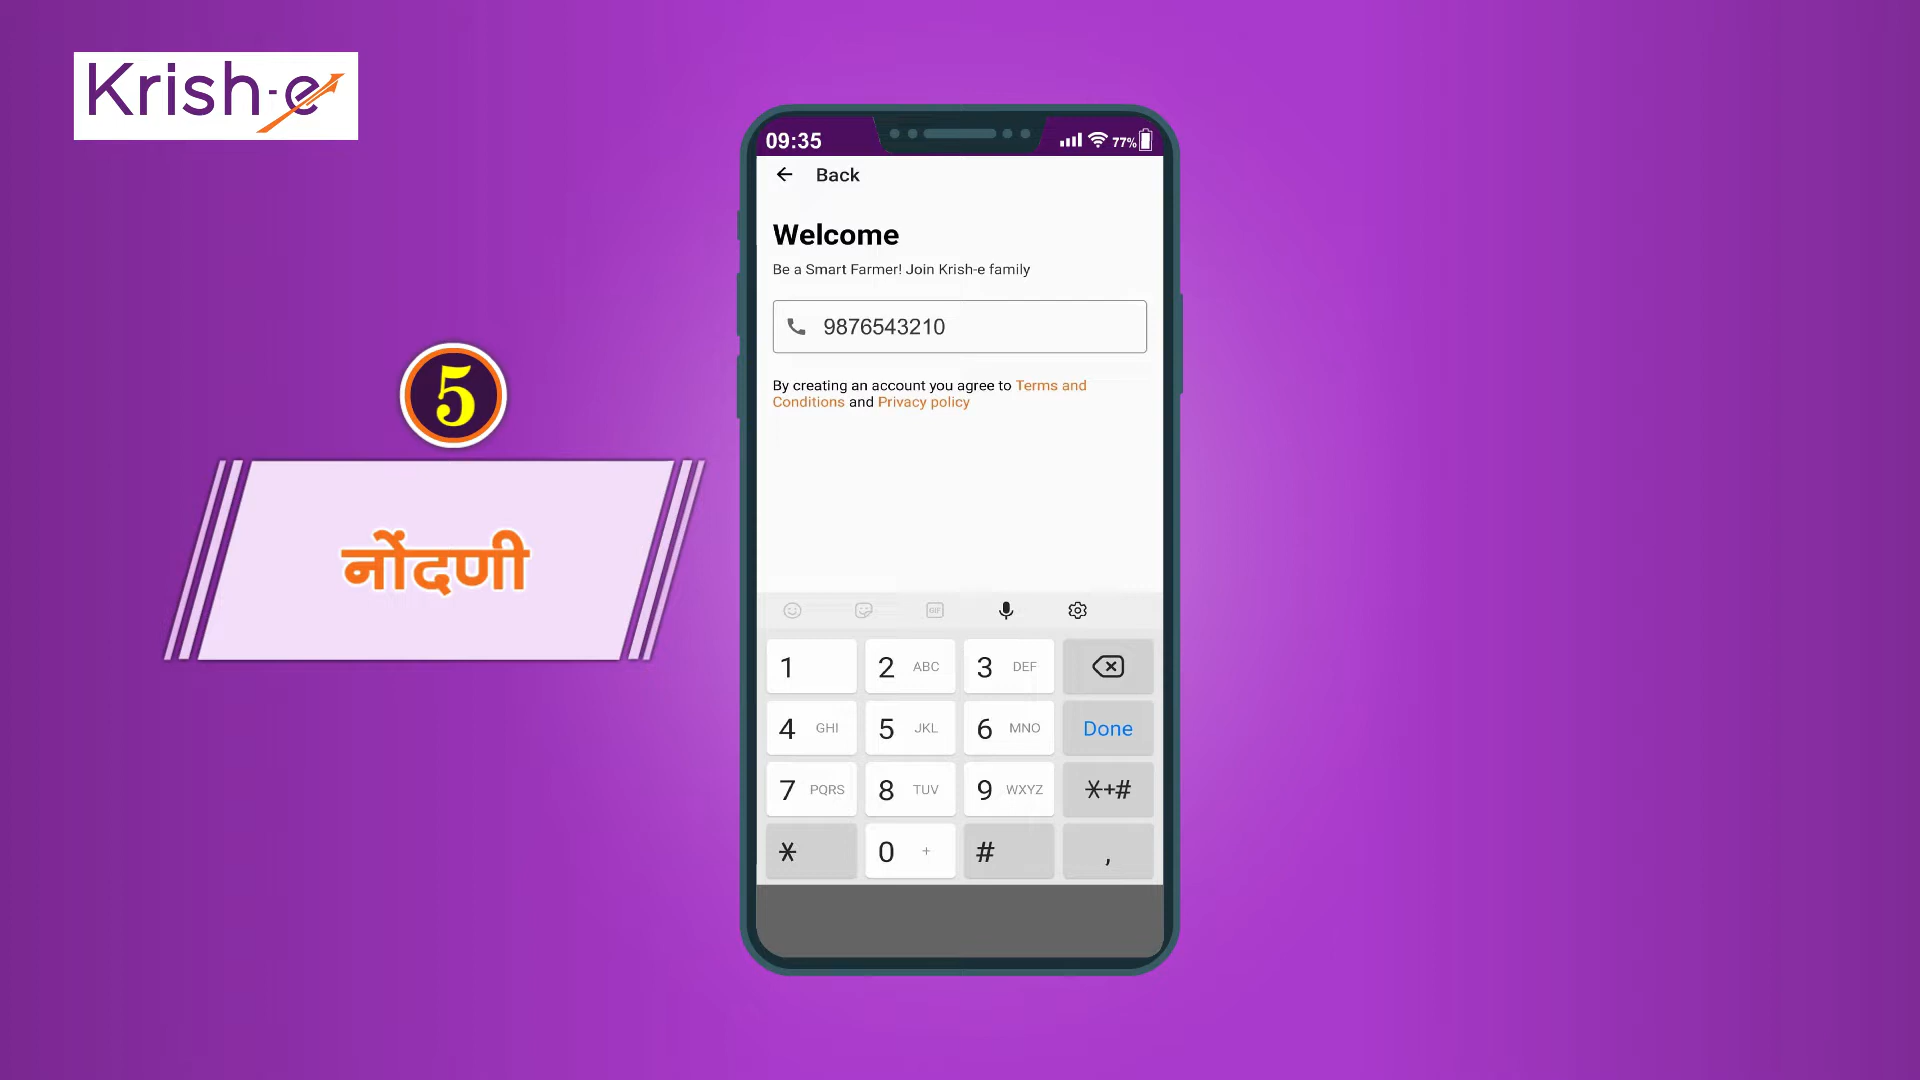 Krish-e
5
नोंदणी
09:35
77%
Back
Welcome
Be a Smart Farmer! Join Krish-e family
9876543210
By creating an account you agree to Terms and
Conditions and Privacy policy
GIF
1 2 ABC 3 DEF
4 GHI 5 JKL 6 MNO Done
7 PQRS 8 TUV 9 WXYZ *+#
* 0 + # ,